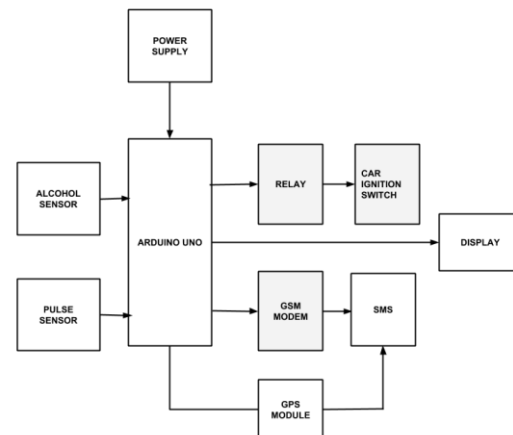 POWER
SUPPLY
ALCOHOL
SENSOR
ARDUINO UNO
RELAY
CAR
IGNITION
SWITCH
DISPLAY
PULSE
SENSOR
GSM
MODEM
SMS
GPS
MODULE